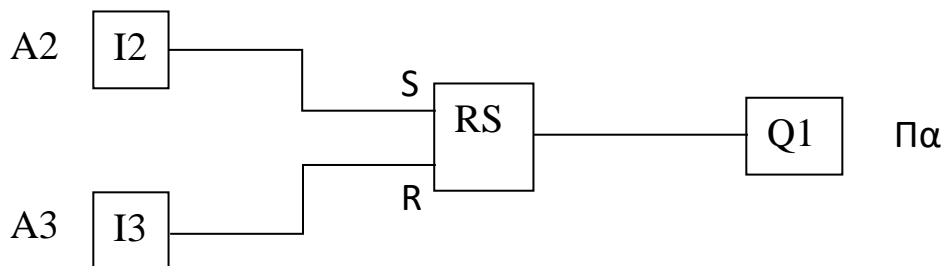 A2 I2
S
RS
Q1 Πα
R
A3 I3